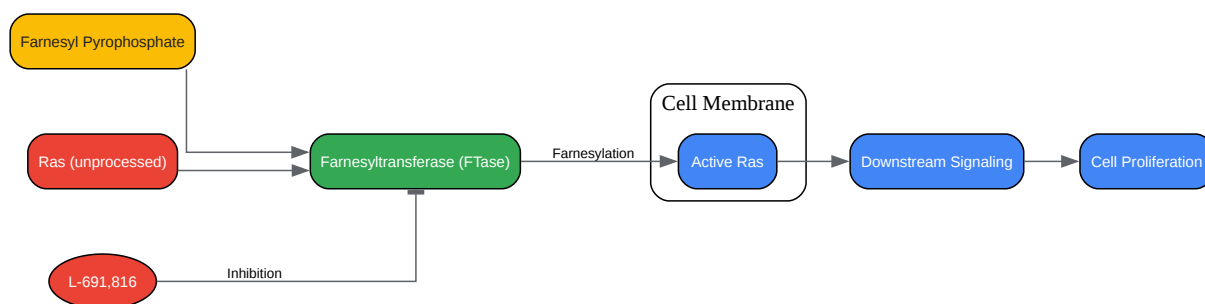 Farnesyl Pyrophosphate
Cell Membrane
Ras (unprocessed)
Farnesyltransferase (FTase)
Farnesylation
Active Ras
Downstream Signaling
Cell Proliferation
L-691,816
Inhibition